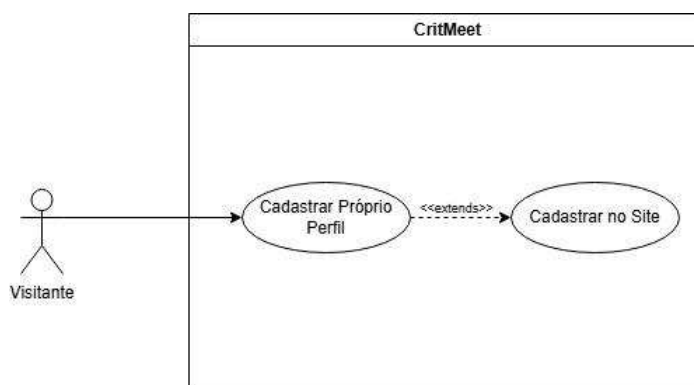 CritMeet
Cadastrar Próprio
Perfil
<<extends>>
Cadastrar no Site
Visitante